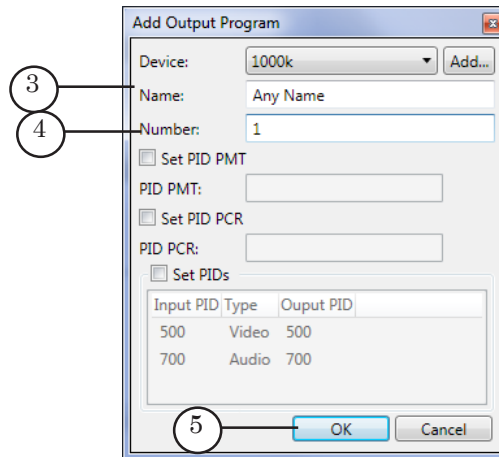 Add Output Program
Device: 1000k Add...
3
Name: Any Name
4
Number: 1
Set PID PMT
PID PMT:
Set PID PCR
PID PCR:
Set PIDs
Input PID Type Ouput PID
500 Video 500
700 Audio 700
5
OK Cancel